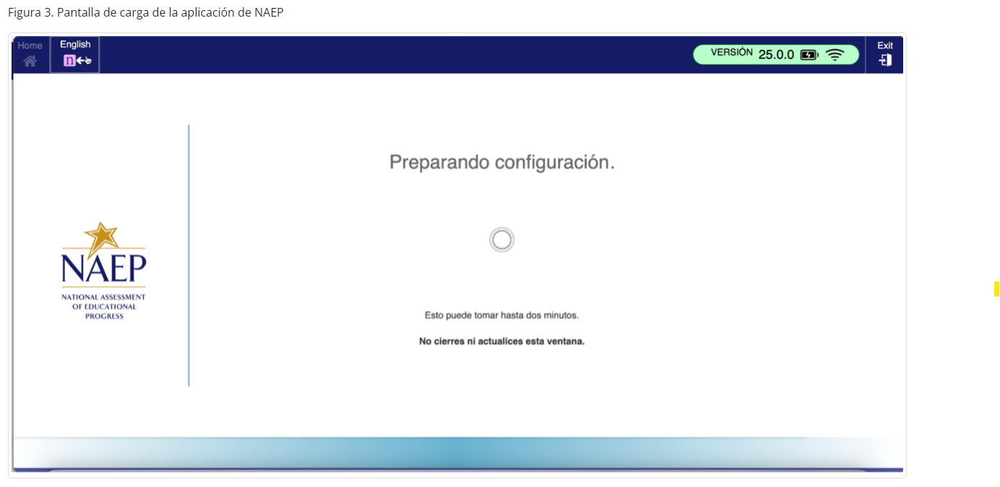 Figura 3. Pantalla de carga de la aplicación de NAEP
Home
English
n
VERSIÓN 25.0.0
Exit
Preparando configuración.
NAEP
NATIONAL ASSESSMENT
OF EDUCATIONAL
PROGRESS
Esto puede tomar hasta dos minutos.
No cierres ni actualices esta ventana.